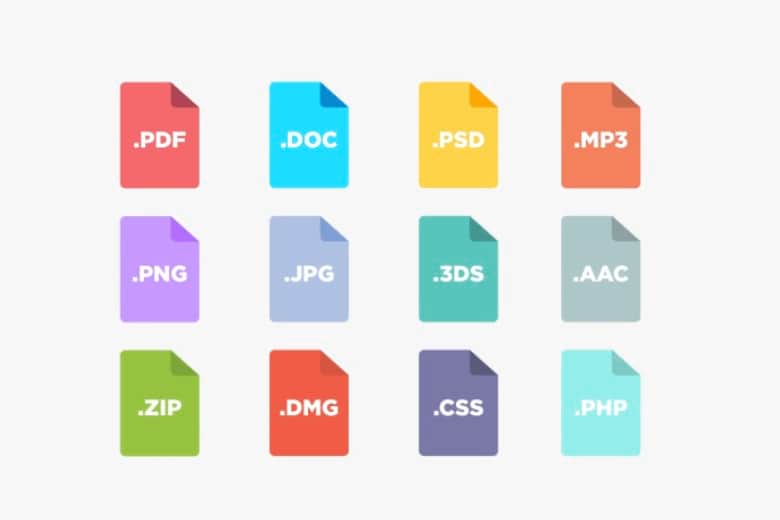 .PDF
.DOC
.PSD
.MP3
.PNG
.JPG
.3DS
.AAC
.ZIP
.DMG
.CSS
.PHP